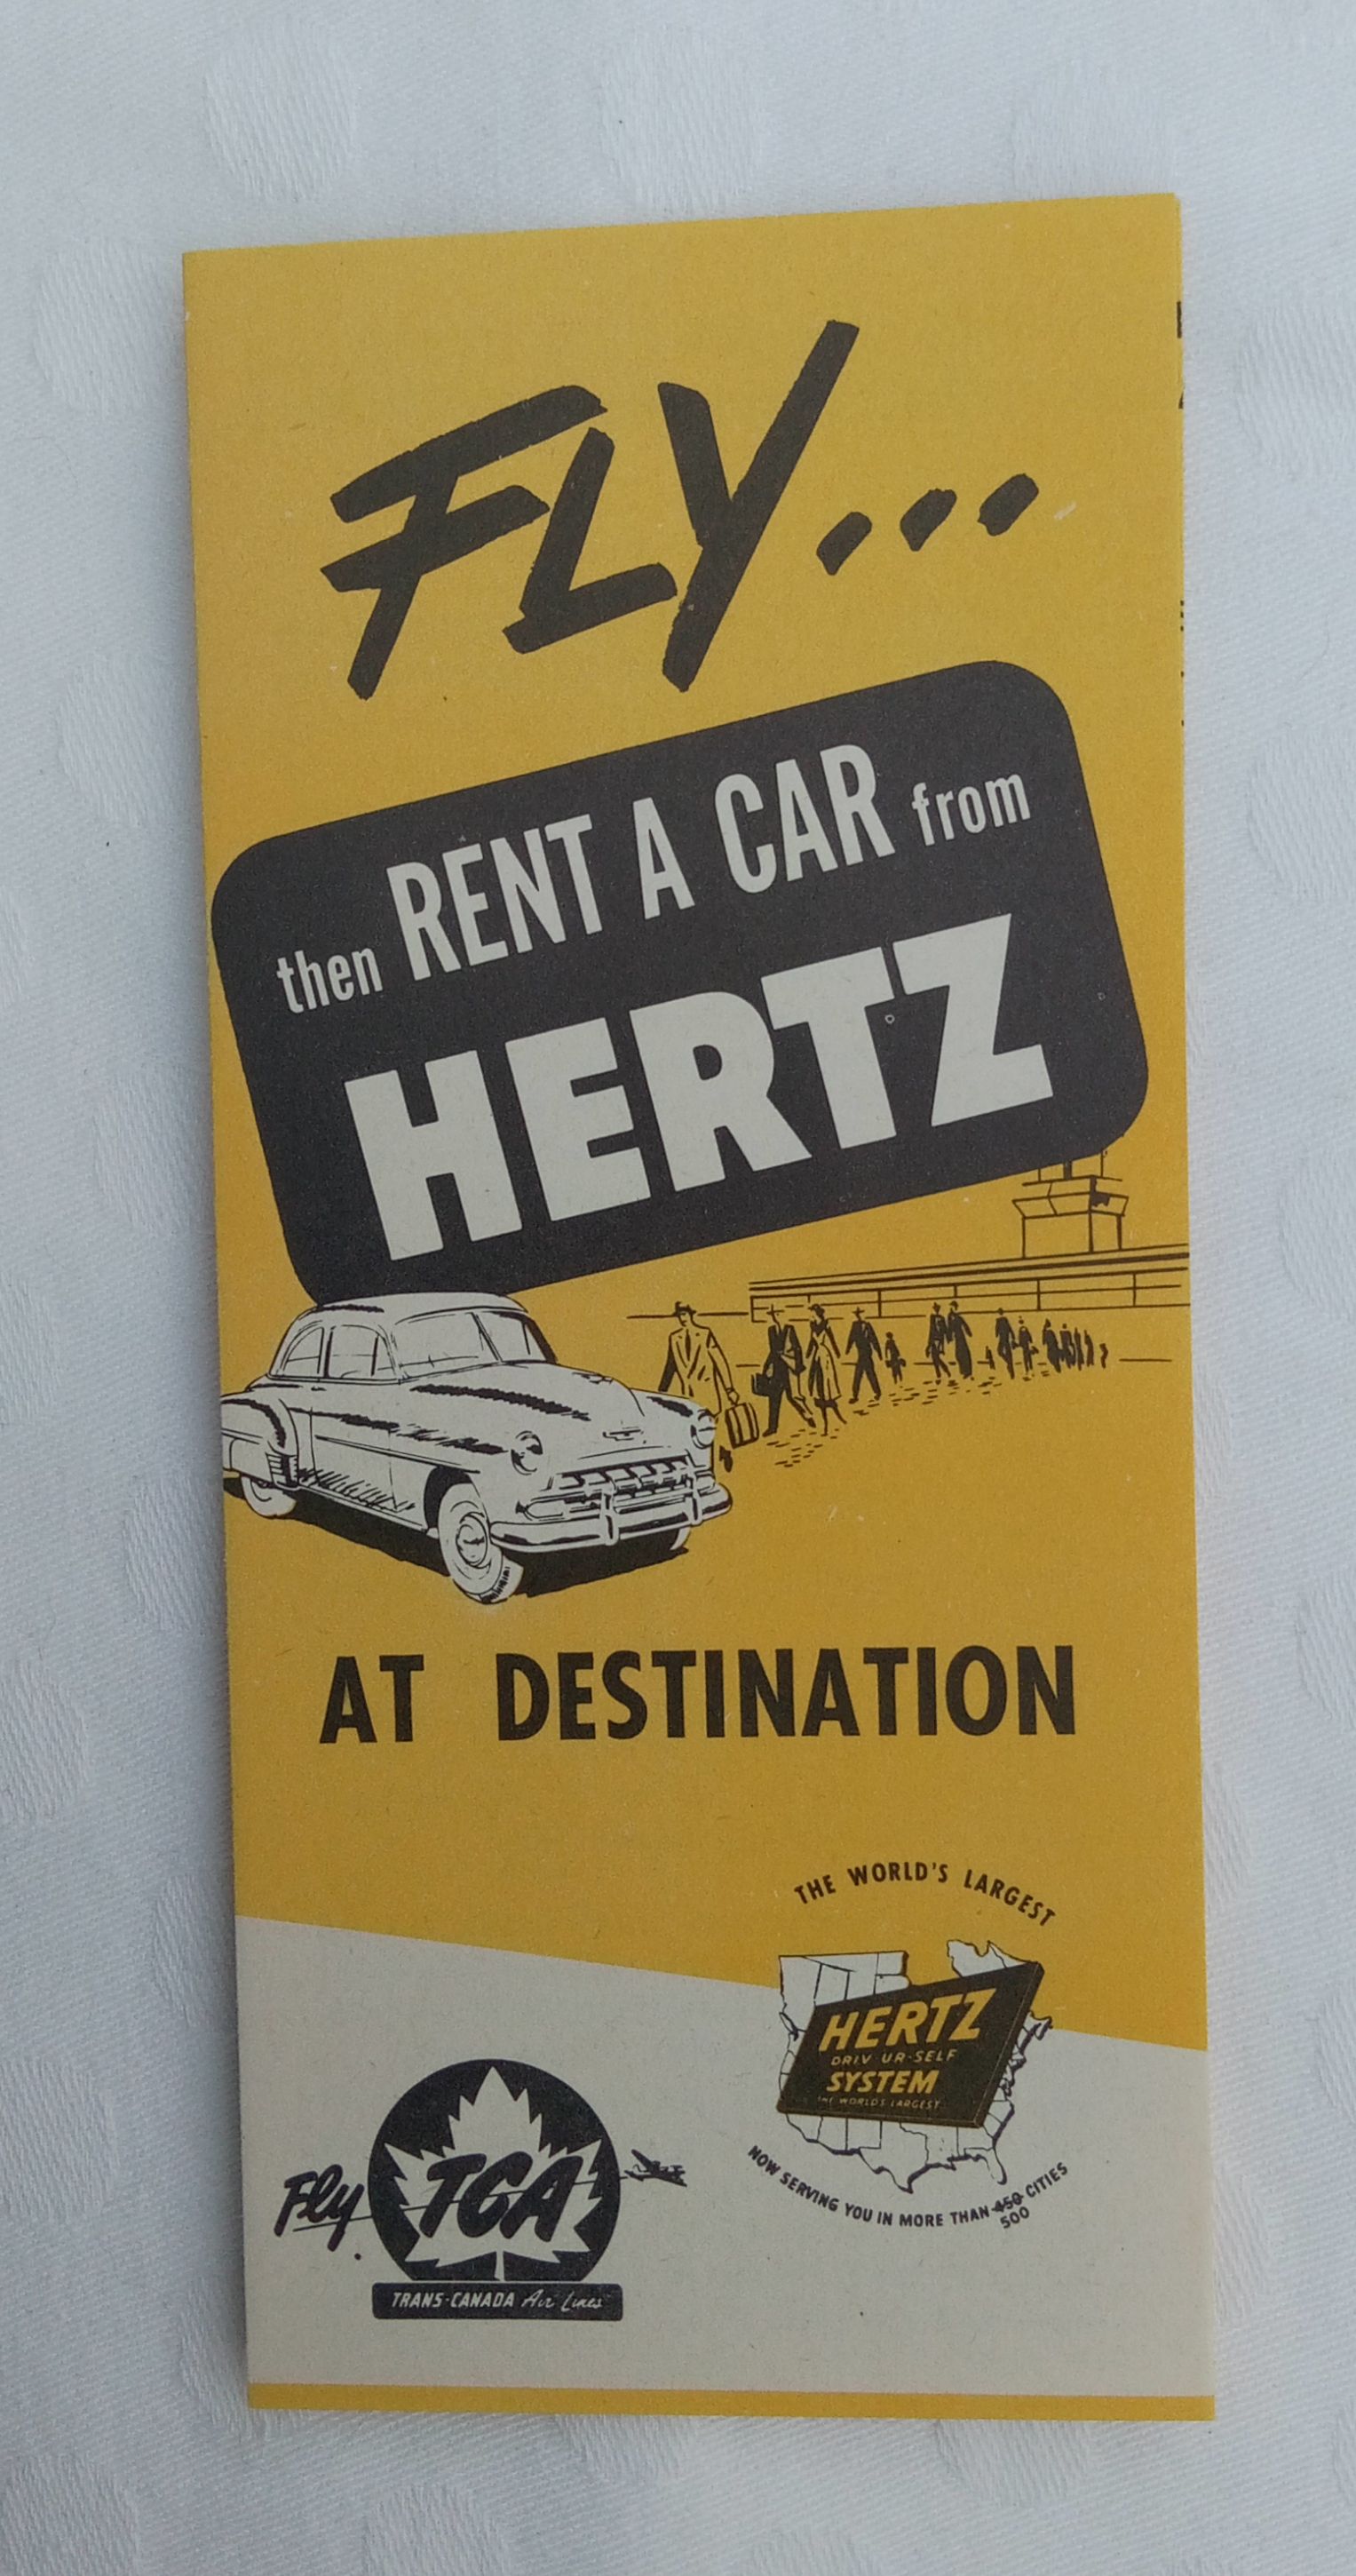 FLY...
then RENT A CAR from
HERTZ
AT DESTINATION
THE WORLD'S LARGEST
HERTZ
DRIV-UR-SELF
SYSTEM
THE WORLD'S LARGEST
NOW SERVING YOU IN MORE THAN 450 CITIES
500
Fly TCA
TRANS-CANADA Air Lines